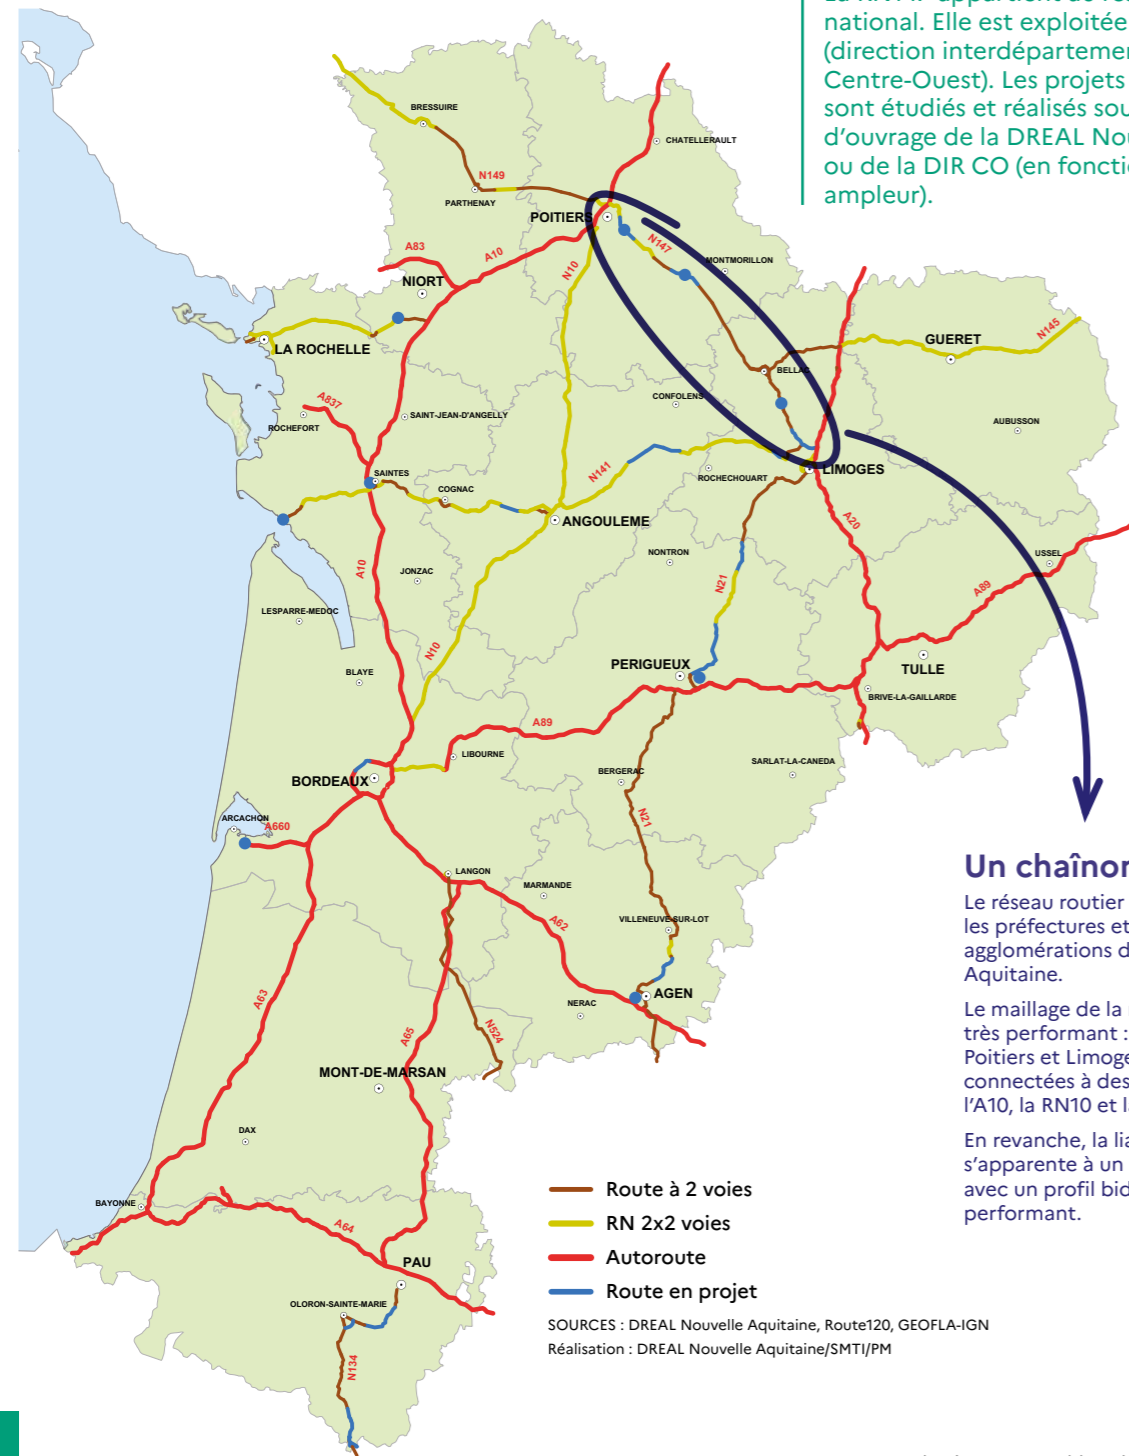 national. Elle est exploitée
(direction interdépartemen
Centre-Ouest). Les projets
sont étudiés et réalisés sou
d'ouvrage de la DREAL Nou
ou de la DIR CO (en fonctio
ampleur).
BRESSUIRE
CHATELLERAULT
N149
PARTHENAY
POITIERS
A83
A10
N10
N147
MONTMORILLON
NIORT
LA ROCHELLE
GUERET
N145
BELLAC
A837
CONFOLENS
ROCHEFORT
SAINT-JEAN-D'ANGELLY
AUBUSSON
SAINTES
N141
ROCHECHOUART
LIMOGES
COGNAC
ANGOULEME
A20
NONTRON
USSEL
A10
JONZAC
N21
A89
LESPARRE-MEDOC
N10
PERIGUEUX
TULLE
BLAYE
BRIVE-LA-GAILLARDE
A89
LIBOURNE
SARLAT-LA-CANEDA
BORDEAUX
BERGERAC
ARCACHON
A660
N21
LANGON
MARMANDE
A62
VILLENEUVE-SUR-LOT
AGEN
NERAC
A63
A65
N524
MONT-DE-MARSAN
DAX
BAYONNE
A64
PAU
OLORON-SAINTE-MARIE
N134
Un chaînon
Le réseau routier
les préfectures et
agglomérations d
Aquitaine.
Le maillage de la
très performant :
Poitiers et Limoge
connectées à des
l'A10, la RN10 et l
En revanche, la lia
s'apparente à un
avec un profil bid
performant.
Route à 2 voies
RN 2x2 voies
Autoroute
Route en projet
SOURCES : DREAL Nouvelle Aquitaine, Route120, GEOFLA-IGN
Réalisation : DREAL Nouvelle Aquitaine/SMTI/PM